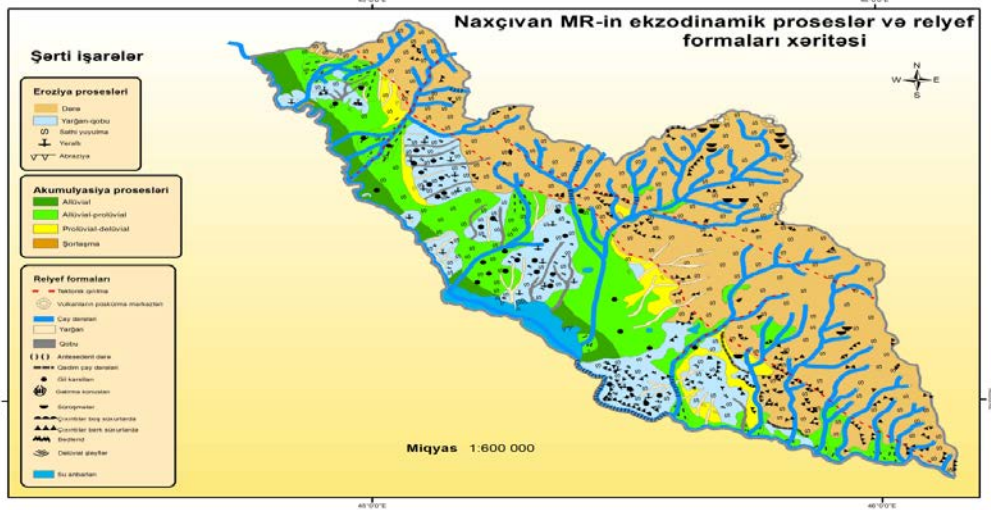 Naxçıvan MR-in ekzodinamik proseslər və relyef
formaları xəritəsi
Şərti işarələr
N
W E
S
Eroziya prosesləri
Dərə
Yarğan-qobu
Səthi yuyulma
Yeraltı
Abraziya
Akumulyasiya prosesləri
Allüvial
Allüvial-prolüvial
Prolüvial-delüvial
Şorlaşma
Relyef formaları
Tektonik qırılma
Vulkanların püskürmə mərkəzləri
Çay dərələri
Yarğan
Qobu
Antesedent dərə
Qədim çay dərələri
Gil karstları
Gətirmə konusları
Sürüşmələr
Bedlend
Delüvial şleyflər
Su anbarları
Miqyas 1:600 000